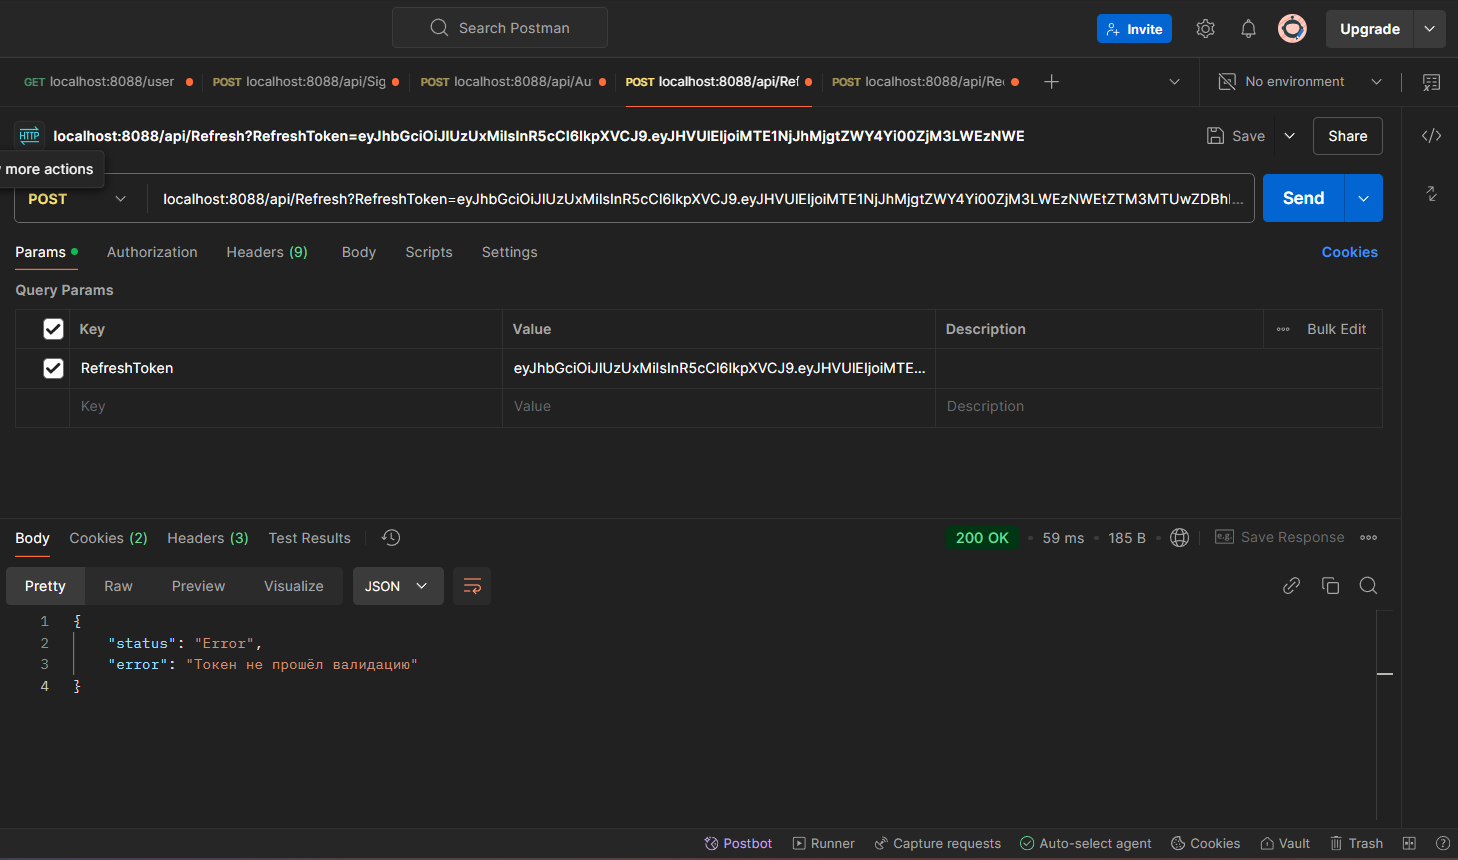 Search Postman
Invite
Upgrade
GET localhost:8088/user
POST localhost:8088/api/Sig
POST localhost:8088/api/Au
POST localhost:8088/api/Ref
POST localhost:8088/api/Re
No environment
HTTP
localhost:8088/api/Refresh?RefreshToken=eyJhbGciOiJIUzUxMiIsInR5cCI6IkpXVCJ9.eyJHVUlEIjoiMTE1NjJhMjgtZWY4Yi00ZjM3LWEzNWE
Save
Share
more actions
POST
localhost:8088/api/Refresh?RefreshToken=eyJhbGciOiJIUzUxMiIsInR5cCI6IkpXVCJ9.eyJHVUlEIjoiMTE1NjJhMjgtZWY4Yi00ZjM3LWEzNWEtZTM3MTUwZDBh...
Send
Params
Authorization
Headers (9)
Body
Scripts
Settings
Cookies
Query Params
Key
Value
Description
Bulk Edit
RefreshToken
eyJhbGciOiJIUzUxMiIsInR5cCI6IkpXVCJ9.eyJHVUlEIjoiMTE...
Key
Value
Description
Body
Cookies (2)
Headers (3)
Test Results
200 OK
59 ms
185 B
e.g.
Save Response
Pretty
Raw
Preview
Visualize
JSON
1 {
2 "status": "Error",
3 "error": "Токен не прошёл валидацию"
4 }
Postbot
Runner
Capture requests
Auto-select agent
Cookies
Vault
Trash